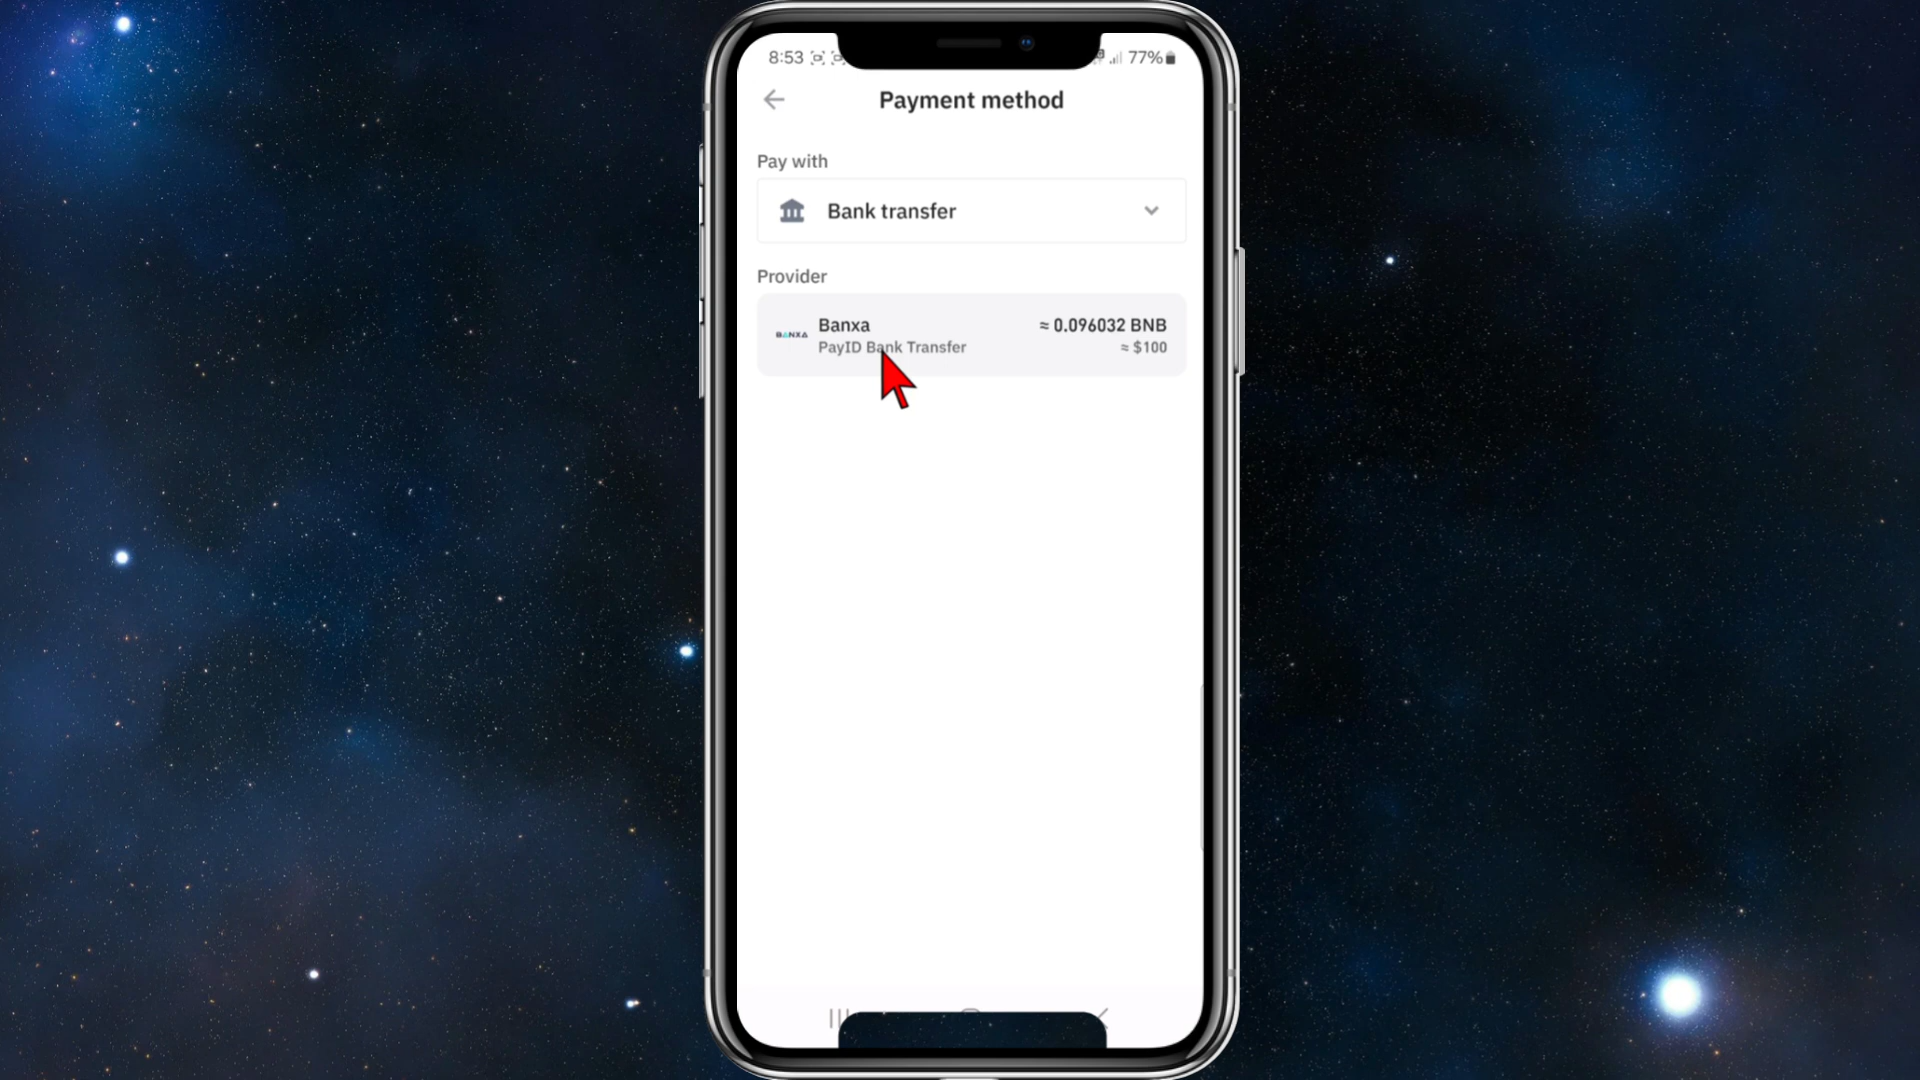 8:53 77%
Payment method
Pay with
Bank transfer
Provider
BANXA Banxa ≈ 0.096032 BNB
PayID Bank Transfer ≈ $100